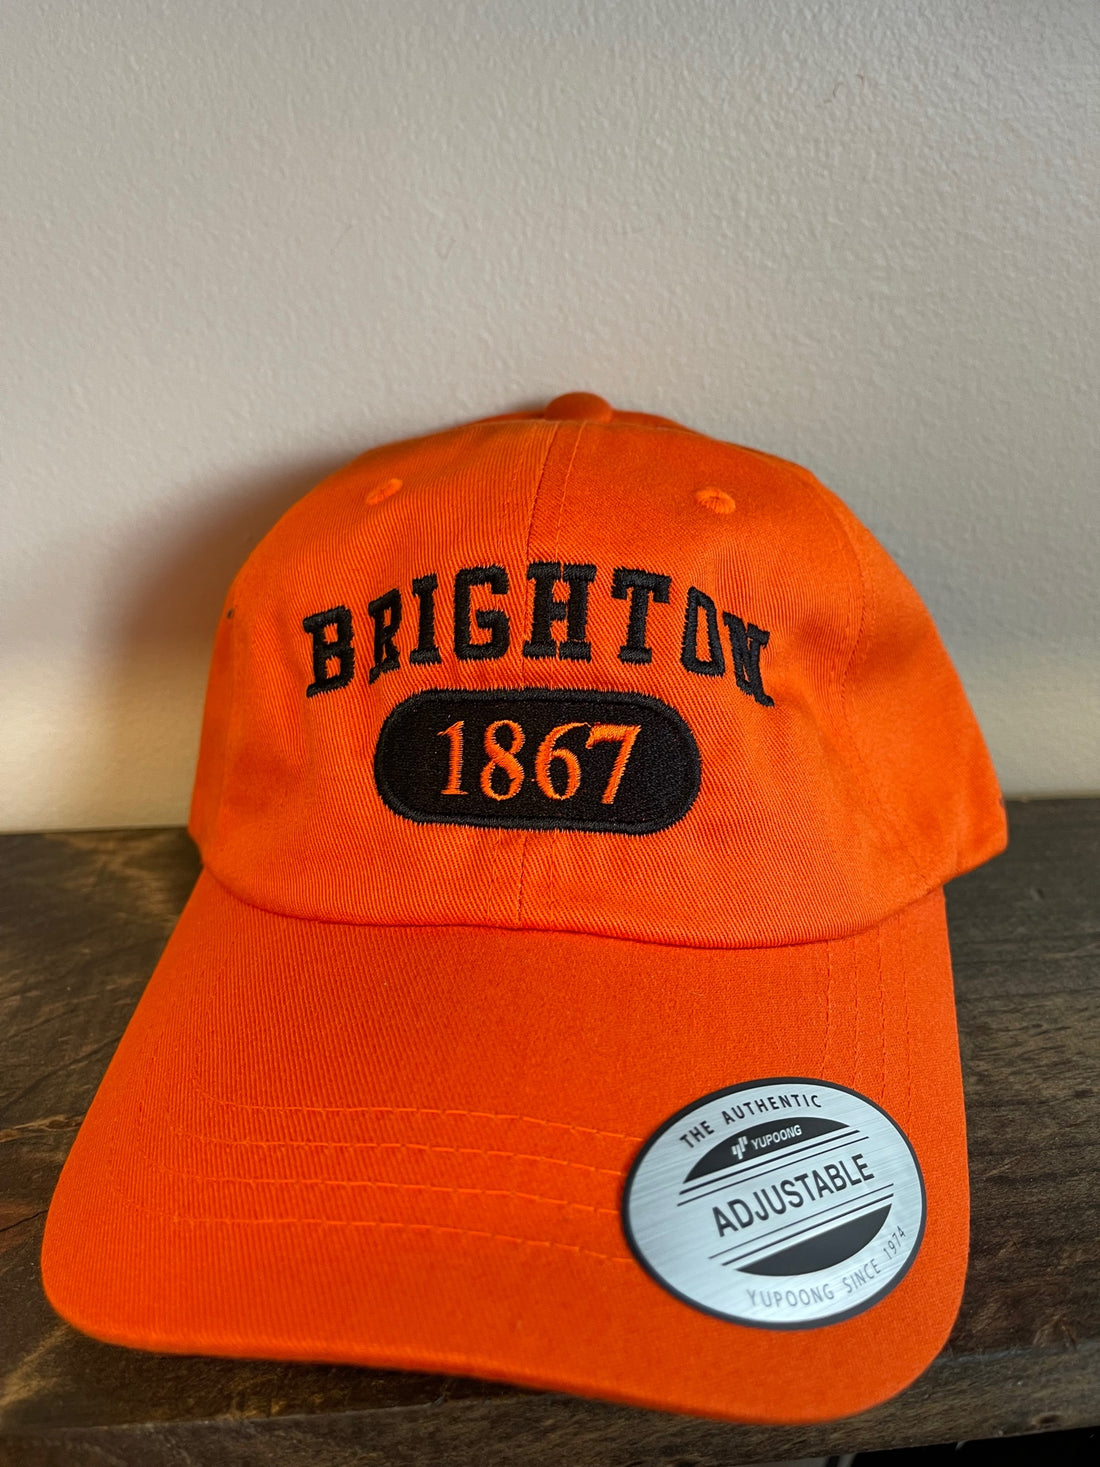 BRIGHTON
1867
THE AUTHENTIC
YUPOONG
ADJUSTABLE
YUPOONG SINCE 1974